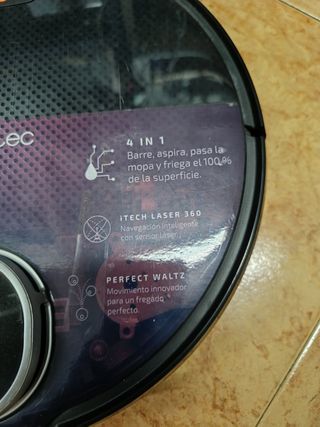 tec
4 IN 1
Barre, aspira, pasa la
mopa y friega el 100%
de la superficie.
iTECH LASER 360
Navegación inteligente
con sensor láser.
PERFECT WALTZ
Movimiento innovador
para un fregado
perfecto.